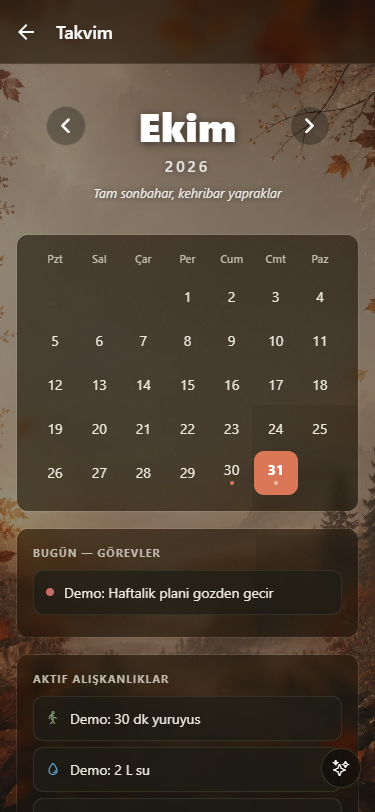 Takvim
Ekim
2026
Tam sonbahar, kehribar yapraklar
Pzt Sal Çar Per Cum Cmt Paz
1 2 3 4
5 6 7 8 9 10 11
12 13 14 15 16 17 18
19 20 21 22 23 24 25
26 27 28 29 30 31
BUGÜN — GÖREVLER
Demo: Haftalik plani gozden gecir
AKTİF ALIŞKANLIKLAR
Demo: 30 dk yuruyus
Demo: 2 L su